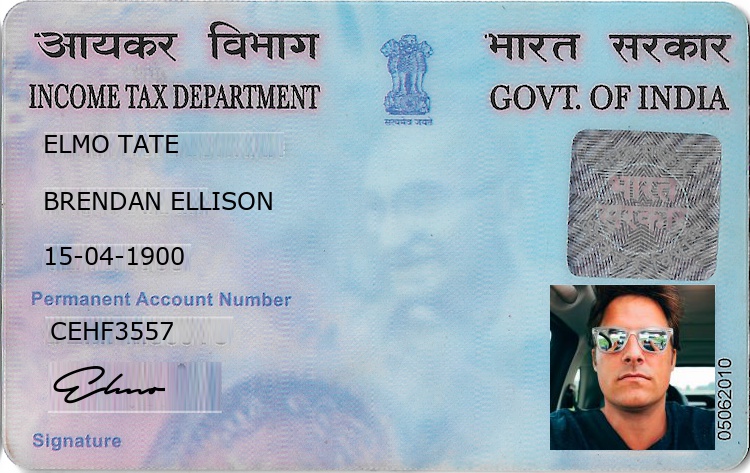 आयकर विभाग
भारत सरकार
INCOME TAX DEPARTMENT
GOVT. OF INDIA
सत्यमेव जयते
ELMO TATE
BRENDAN ELLISON
भारत
सरकार
15-04-1900
Permanent Account Number
CEHF3557
Elmo
05062010
Signature